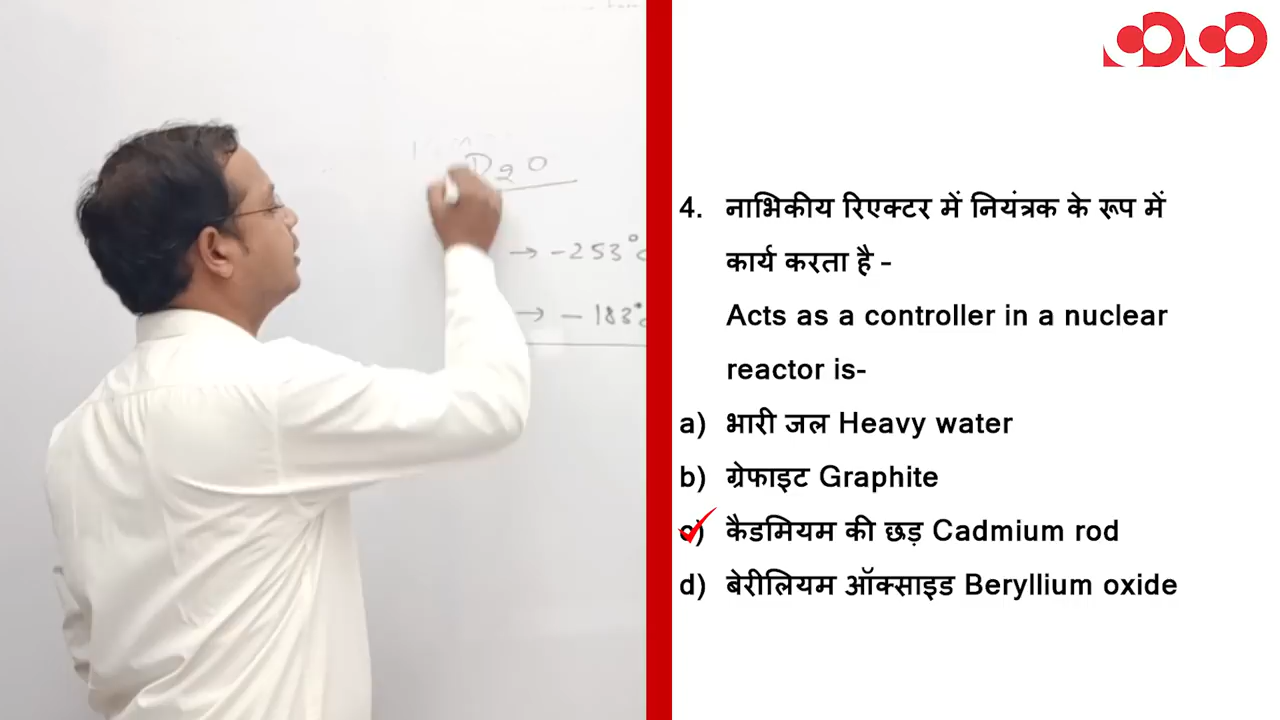 D2O
→ -253°C
→ - 183°C
4. नाभिकीय रिएक्टर में नियंत्रक के रूप में
कार्य करता है –
Acts as a controller in a nuclear
reactor is-
a) भारी जल Heavy water
b) ग्रेफाइट Graphite
c) कैडमियम की छड़ Cadmium rod
d) बेरीलियम ऑक्साइड Beryllium oxide